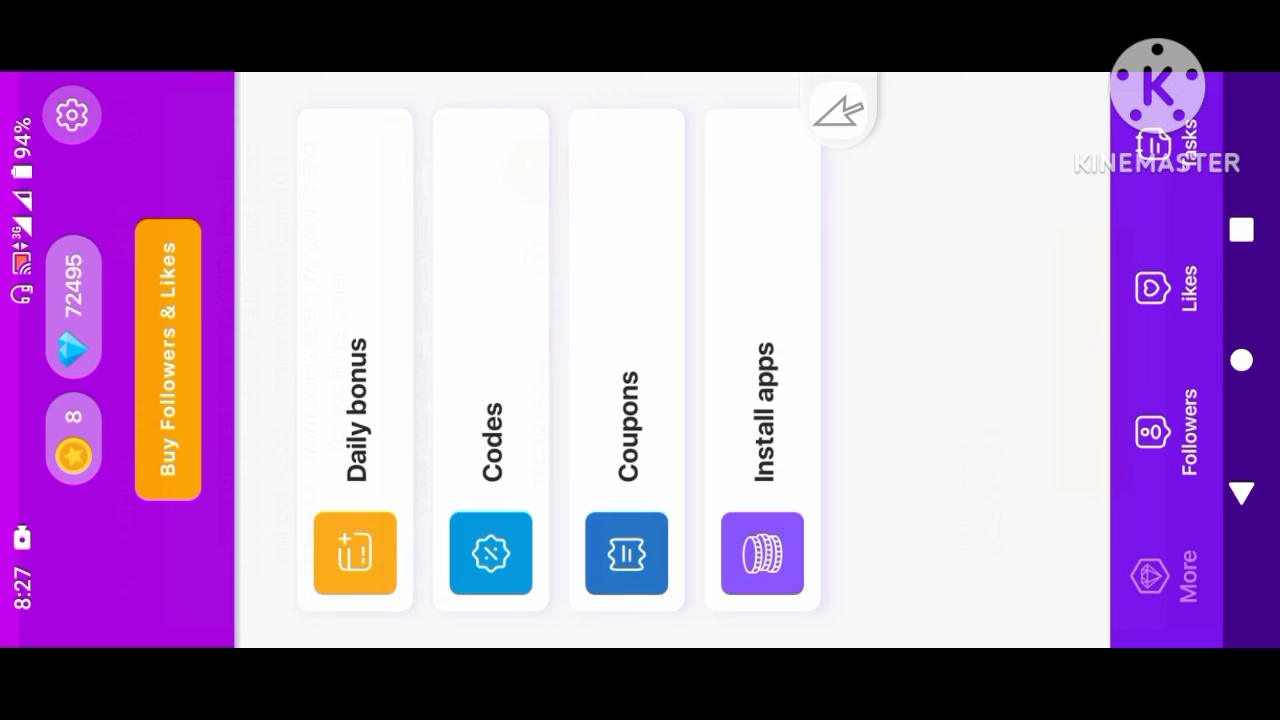 8:27
3G
94%
8
72495
Buy Followers & Likes
Daily bonus
Codes
Coupons
Install apps
More
Followers
Likes
Tasks
K
KINEMASTER